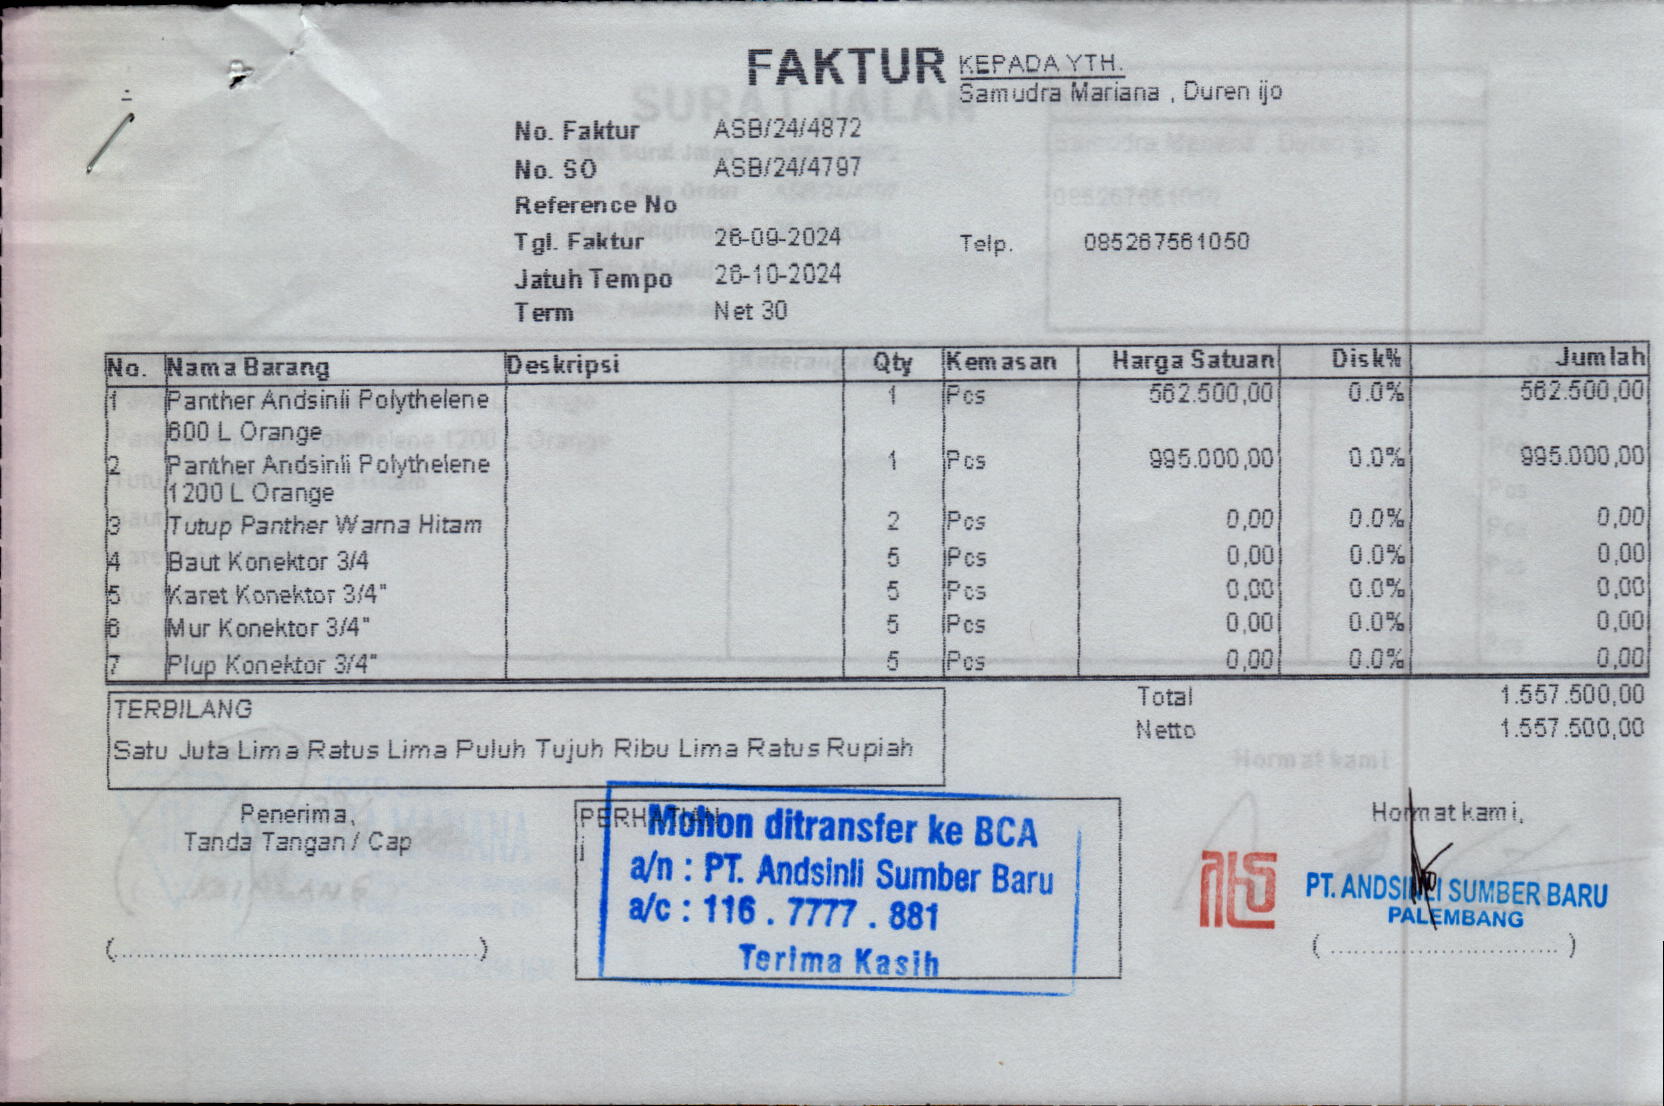 FAKTUR
KEPADA YTH.
Samudra Mariana , Duren ijo
No. Faktur ASB/24/4872
No. SO ASB/24/4797
Reference No
Tgl. Faktur 26-09-2024
Telp. 085267561050
Jatuh Tempo 26-10-2024
Term Net 30
No. Nama Barang Deskripsi Qty Kemasan Harga Satuan Disk% Jumlah
1 Panther Andsinli Polythelene 1 Pcs 562.500,00 0.0% 562.500,00
600 L Orange
2 Panther Andsinli Polythelene 1 Pcs 995.000,00 0.0% 995.000,00
1200 L Orange
3 Tutup Panther Warna Hitam 2 Pcs 0,00 0.0% 0,00
4 Baut Konektor 3/4 5 Pcs 0,00 0.0% 0,00
5 Karet Konektor 3/4" 5 Pcs 0,00 0.0% 0,00
6 Mur Konektor 3/4" 5 Pcs 0,00 0.0% 0,00
7 Plup Konektor 3/4" 5 Pcs 0,00 0.0% 0,00
Total 1.557.500,00
Netto 1.557.500,00
TERBILANG
Satu Juta Lima Ratus Lima Puluh Tujuh Ribu Lima Ratus Rupiah
Penerima,
Tanda Tangan / Cap
(................................................)
PERHATIAN
Mohon ditransfer ke BCA
a/n : PT. Andsinli Sumber Baru
a/c : 116 . 7777 . 881
Terima Kasih
Hormat kami,
PT. ANDSINLI SUMBER BARU
PALEMBANG
(..............................)